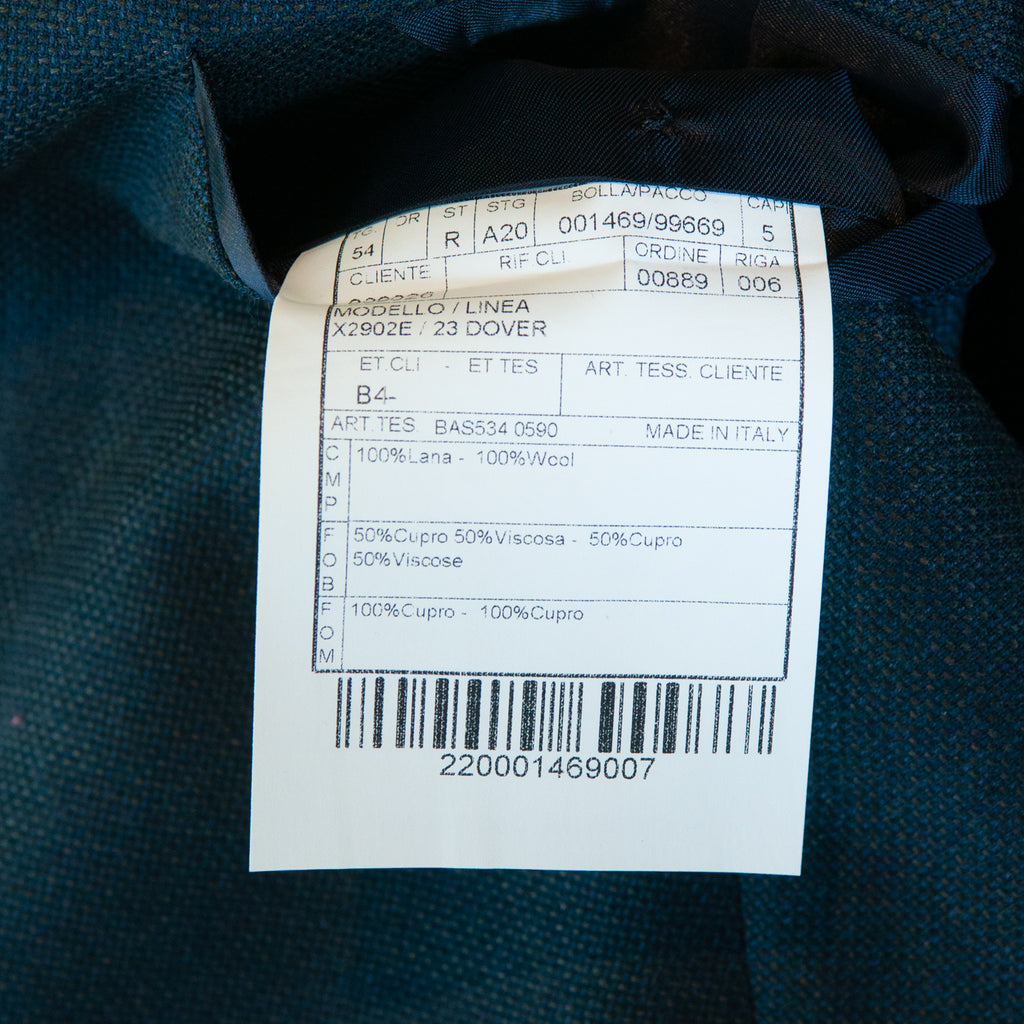 TG. DR ST STG BOLLA/PACCO CAPI
54 R A20 001469/99669 5
CLIENTE RIF CLI. ORDINE RIGA
00889 006
MODELLO / LINEA
X2902E / 23 DOVER
ET.CLI - ET TES ART. TESS. CLIENTE
B4-
ART.TES BAS534 0590 MADE IN ITALY
CMP 100%Lana - 100%Wool
FOB 50%Cupro 50%Viscosa - 50%Cupro
50%Viscose
FOM 100%Cupro - 100%Cupro
220001469007